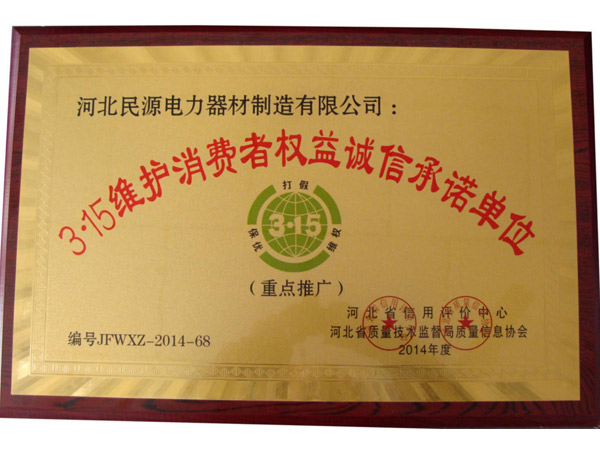 河北民源电力器材制造有限公司：
3·15维护消费者权益诚信承诺单位
打假
保优
3·15
维权
（重点推广）
河北省信用评价中心
河北省质量技术监督局质量信息协会
2014年度
编号JFWXZ-2014-68